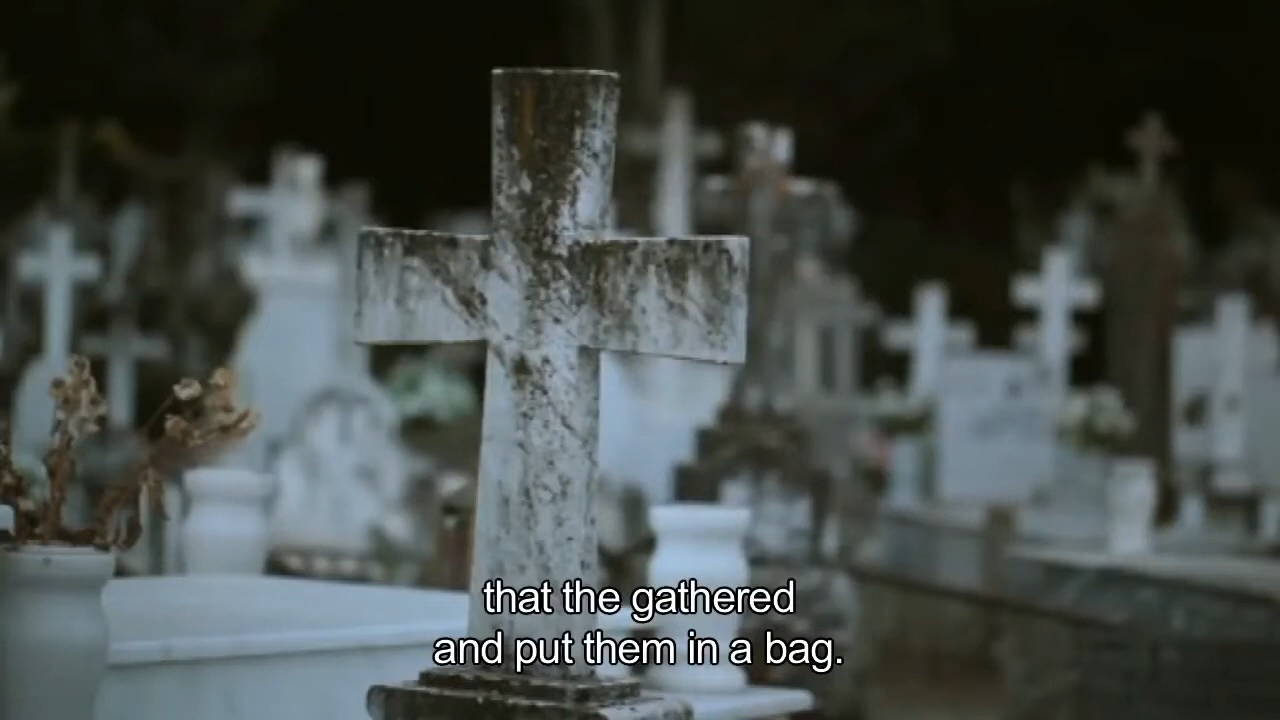 that the gathered
and put them in a bag.